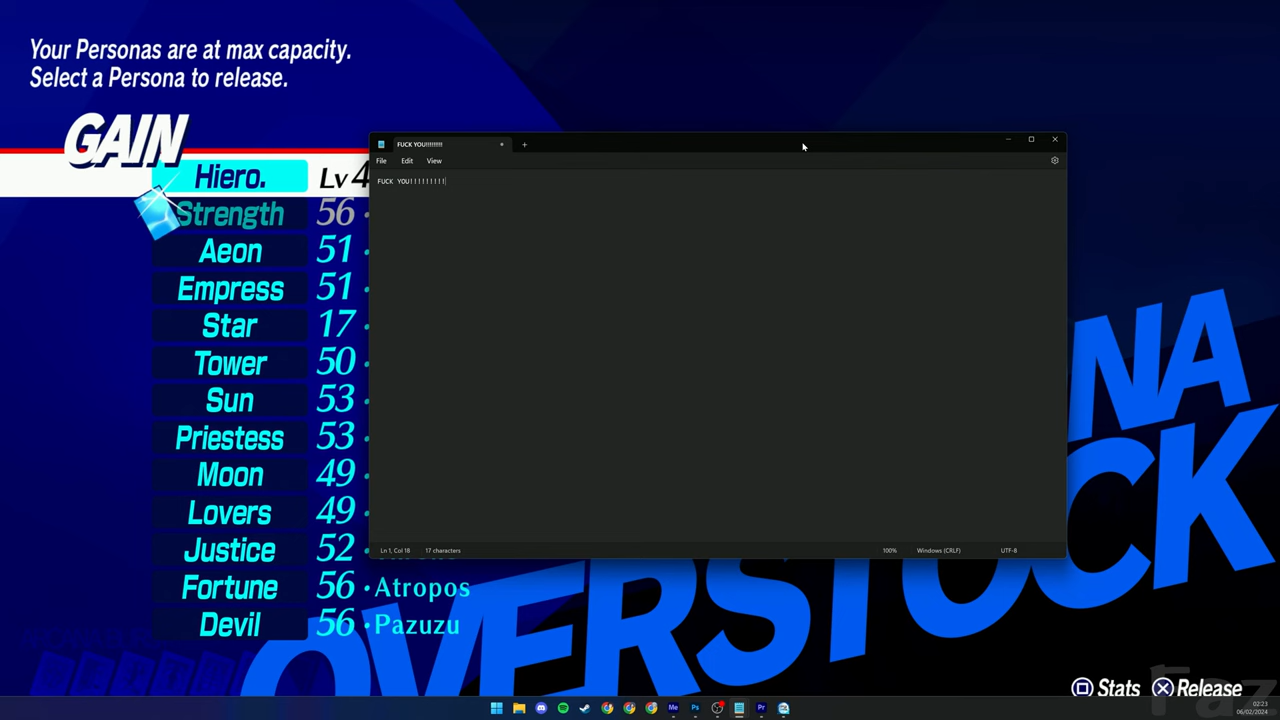 Your Personas are at max capacity.
Select a Persona to release.
GAIN
Hiero. Lv 4
Strength 56
Aeon 51
Empress 51
Star 17
Tower 50
Sun 53
Priestess 53
Moon 49
Lovers 49
Justice 52
Fortune 56 Atropos
Devil 56 Pazuzu
FUCK YOU!!!!!!!!!
File Edit View
FUCK YOU!!!!!!!!!
Ln 1, Col 18 17 characters 100% Windows (CRLF) UTF-8
PERSONA
OVERSTOCK
Stats Release
Faz
02:23
06/02/2024